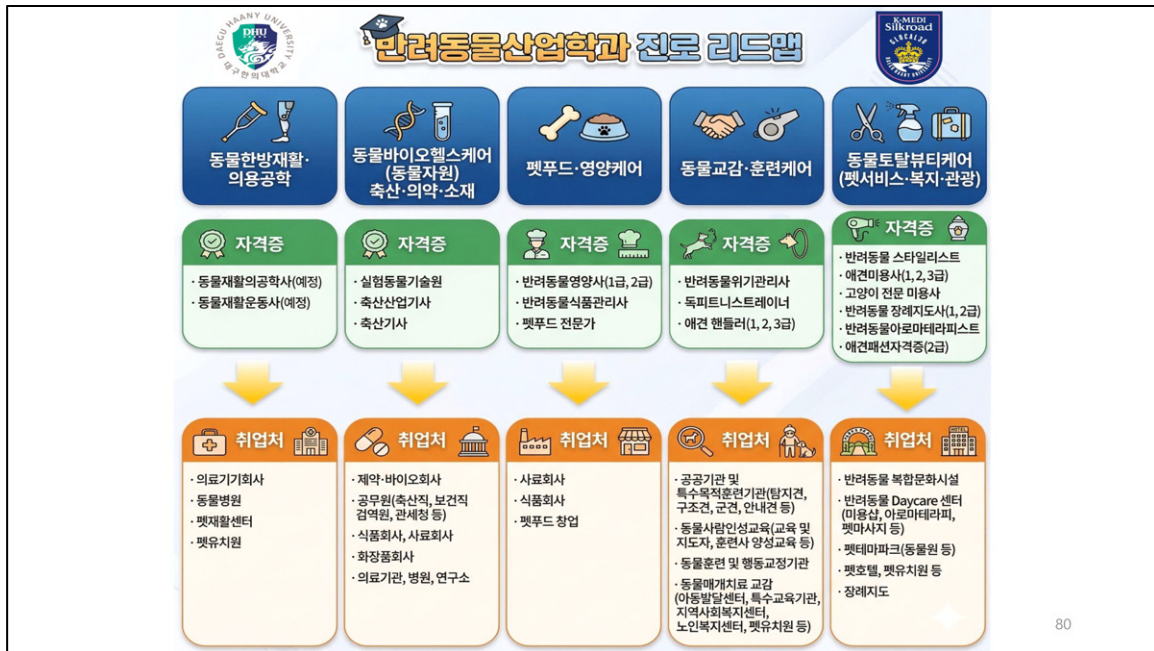 DAEGU HAANY UNIVERSITY
DHU
대구한의대학교
반려동물산업학과 진로 리드맵
K-MEDI
Silkroad
GLOCALIZ
DAEGU HAANY UNIVERSITY
동물한방재활·
의용공학
동물바이오헬스케어
(동물자원)
축산·의약·소재
펫푸드·영양케어
동물교감·훈련케어
동물토탈뷰티케어
(펫서비스·복지·관광)
자격증
· 동물재활의공학사(예정)
· 동물재활운동사(예정)
자격증
· 실험동물기술원
· 축산산업기사
· 축산기사
자격증
· 반려동물영양사(1급, 2급)
· 반려동물식품관리사
· 펫푸드 전문가
자격증
· 반려동물위기관리사
· 독피트니스트레이너
· 애견 핸들러(1, 2, 3급)
자격증
· 반려동물 스타일리스트
· 애견미용사(1, 2, 3급)
· 고양이 전문 미용사
· 반려동물 장례지도사(1, 2급)
· 반려동물아로마테라피스트
· 애견패션자격증(2급)
취업처
· 의료기기회사
· 동물병원
· 펫재활센터
· 펫유치원
취업처
· 제약·바이오회사
· 공무원(축산직, 보건직
검역원, 관세청 등)
· 식품회사, 사료회사
· 화장품회사
· 의료기관, 병원, 연구소
취업처
· 사료회사
· 식품회사
· 펫푸드 창업
취업처
· 공공기관 및
특수목적훈련기관(탐지견,
구조견, 군견, 안내견 등)
· 동물사람인성교육(교육 및
지도자, 훈련사 양성교육 등)
· 동물훈련 및 행동교정기관
· 동물매개치료 교감
(아동발달센터, 특수교육기관,
지역사회복지센터,
노인복지센터, 펫유치원 등)
취업처
HOTEL
· 반려동물 복합문화시설
· 반려동물 Daycare 센터
(미용샵, 아로마테라피,
펫마사지 등)
· 펫테마파크(동물원 등)
· 펫호텔, 펫유치원 등
· 장례지도
80